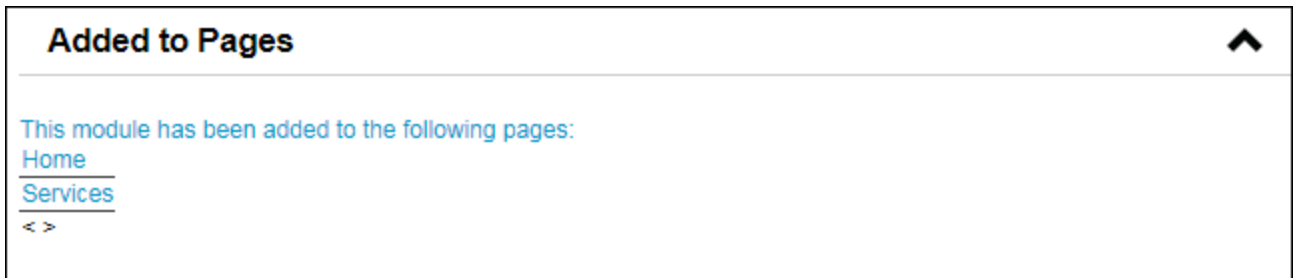 Added to Pages
This module has been added to the following pages:
Home
Services
< >